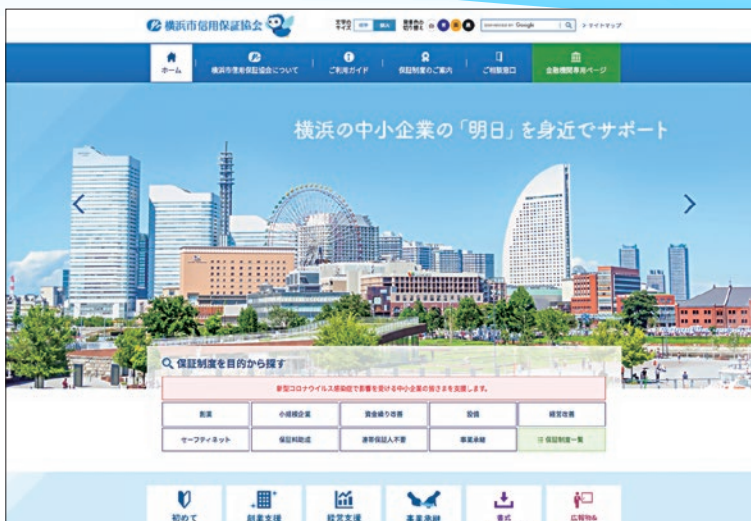 横浜市信用保証協会
文字の
サイズ 標準 拡大
背景色の
切り替え
Google
サイトマップ
ホーム
横浜市信用保証協会について
ご利用ガイド
保証制度のご案内
ご相談窓口
金融機関専用ページ
横浜の中小企業の「明日」を身近でサポート
保証制度を目的から探す
新型コロナウイルス感染症で影響を受ける中小企業の皆さまを支援します。
創業 小規模企業 資金繰り改善 設備 経営改善
セーフティネット 保証料助成 連帯保証人不要 事業承継 保証制度一覧
初めて 創業支援 経営支援 事業承継 書式 広報物